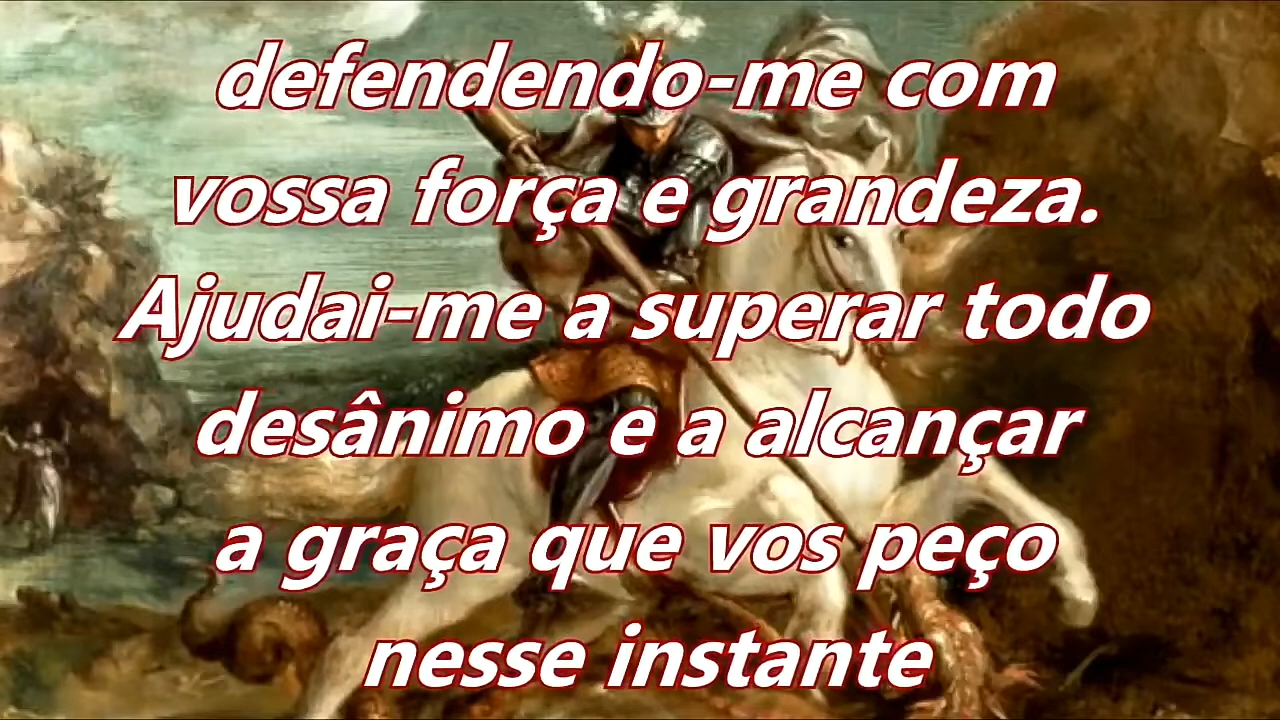 defendendo-me com
vossa força e grandeza.
Ajudai-me a superar todo
desânimo e a alcançar
a graça que vos peço
nesse instante